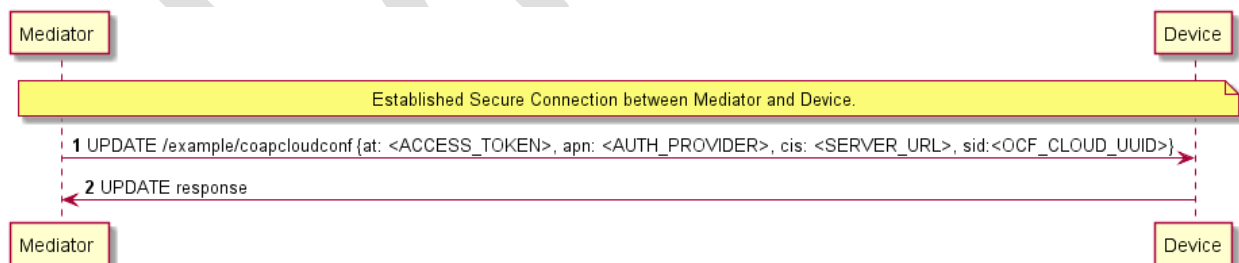 Mediator
Device
Established Secure Connection between Mediator and Device.
1 UPDATE /example/coapcloudconf {at: <ACCESS_TOKEN>, apn: <AUTH_PROVIDER>, cis: <SERVER_URL>, sid:<OCF_CLOUD_UUID>}
2 UPDATE response
Mediator
Device